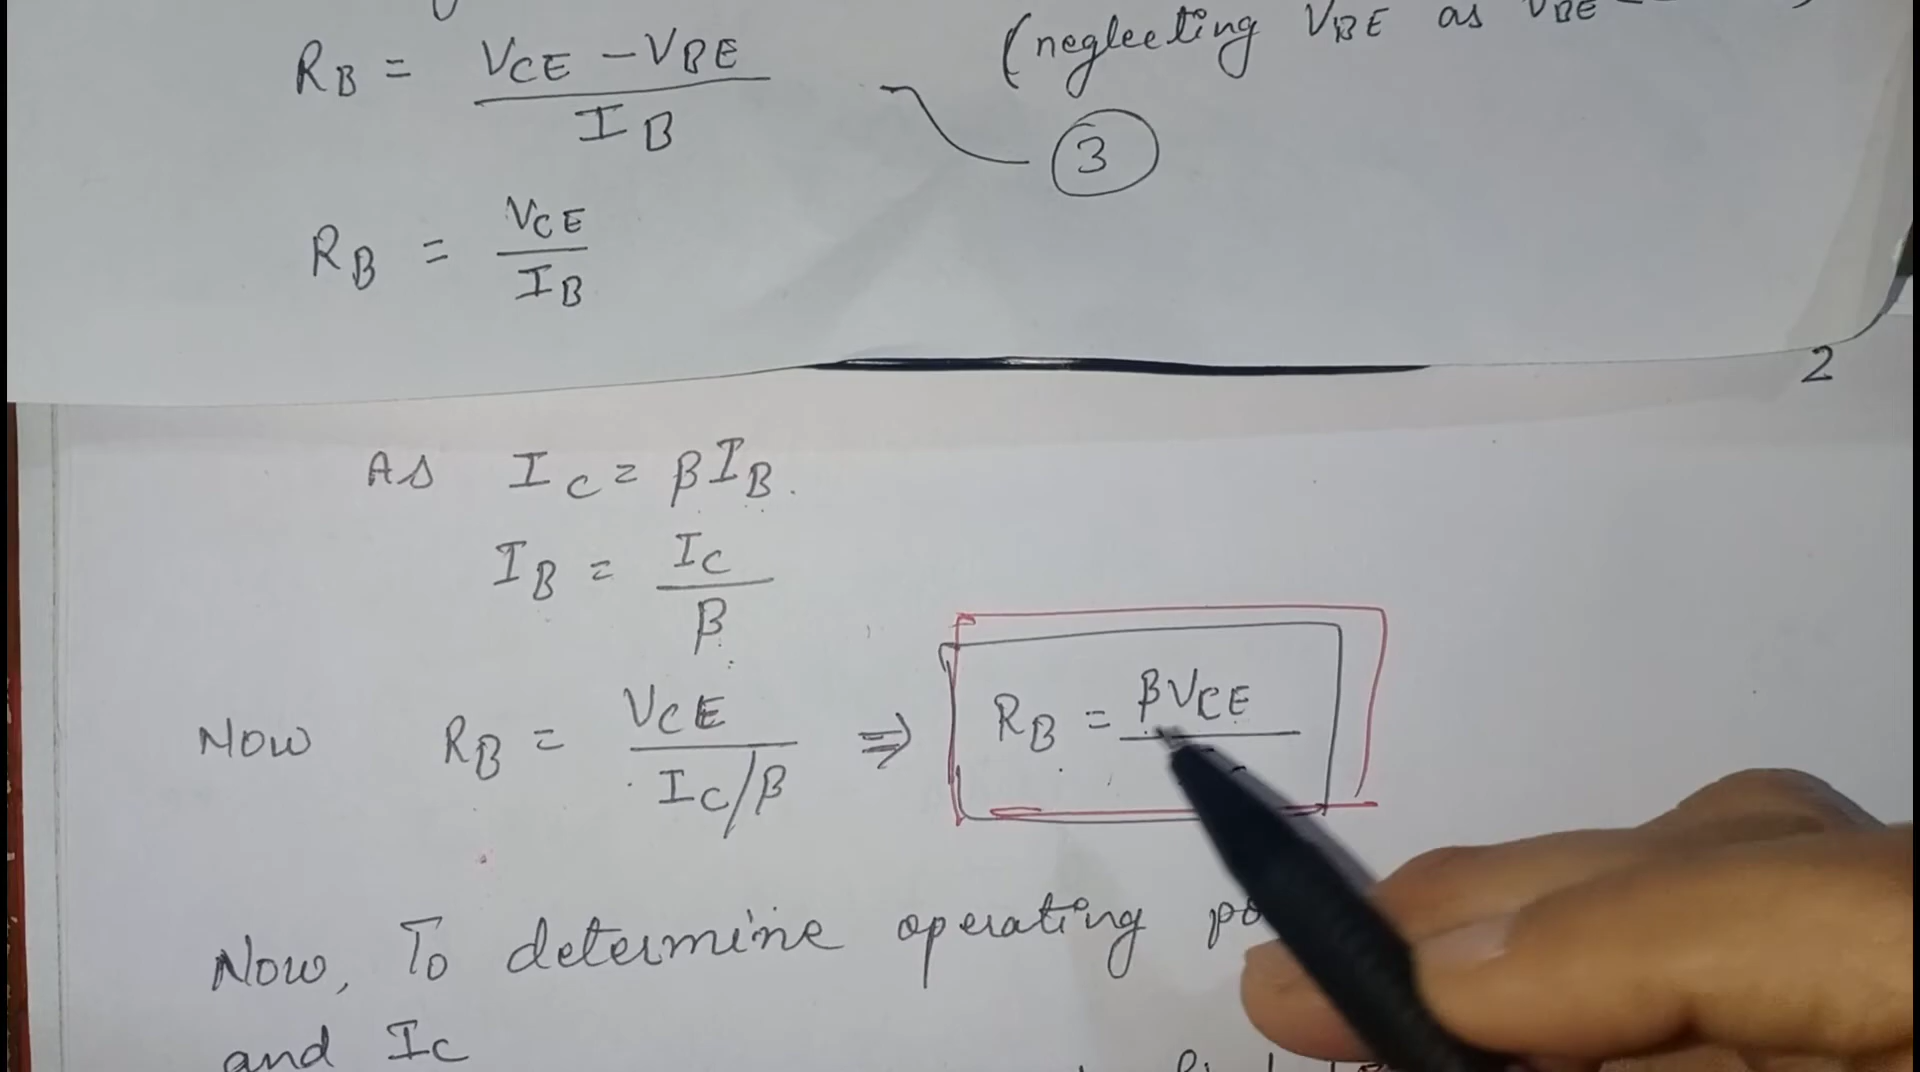 RB = (VCE - VBE) / IB
(neglecting VBE as VBE
3
RB = VCE / IB
2
As IC = βIB.
IB = IC / β
Now RB = VCE / (IC/β) ⇒ RB = βVCE /
Now, To determine operating
and IC